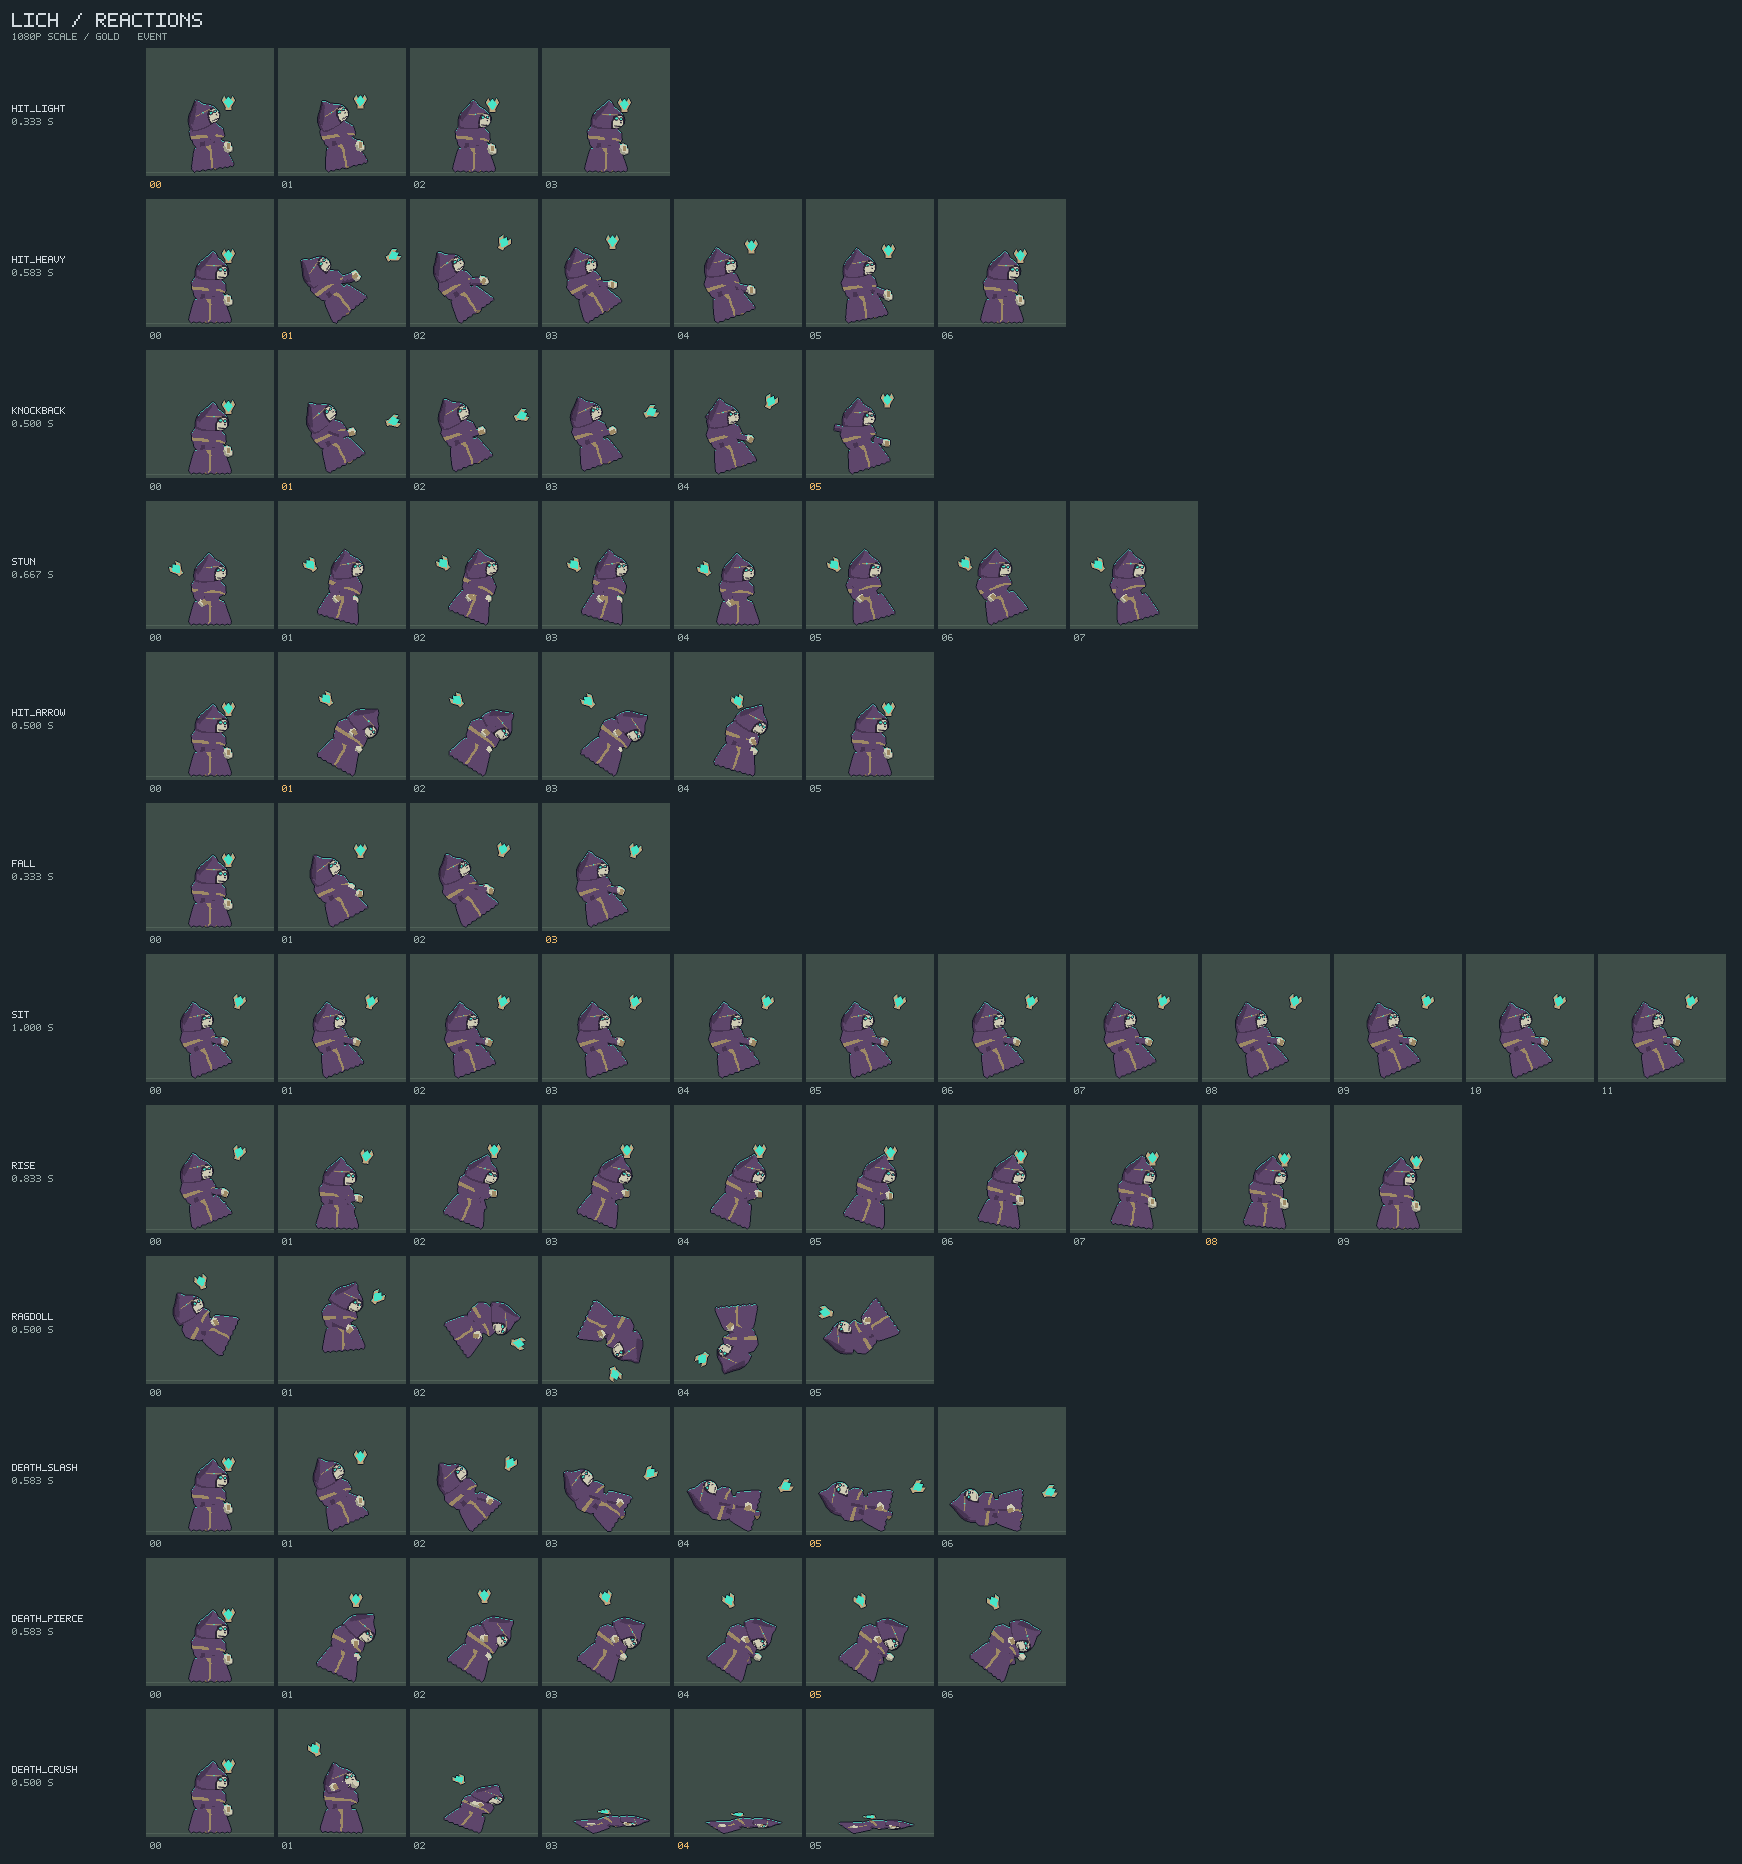 LICH / REACTIONS
1080P SCALE / GOLD EVENT
HIT_LIGHT
0.333 S
00 01 02 03
HIT_HEAVY
0.583 S
00 01 02 03 04 05 06
KNOCKBACK
0.500 S
00 01 02 03 04 05
STUN
0.667 S
00 01 02 03 04 05 06 07
HIT_ARROW
0.500 S
00 01 02 03 04 05
FALL
0.333 S
00 01 02 03
SIT
1.000 S
00 01 02 03 04 05 06 07 08 09 10 11
RISE
0.833 S
00 01 02 03 04 05 06 07 08 09
RAGDOLL
0.500 S
00 01 02 03 04 05
DEATH_SLASH
0.583 S
00 01 02 03 04 05 06
DEATH_PIERCE
0.583 S
00 01 02 03 04 05 06
DEATH_CRUSH
0.500 S
00 01 02 03 04 05